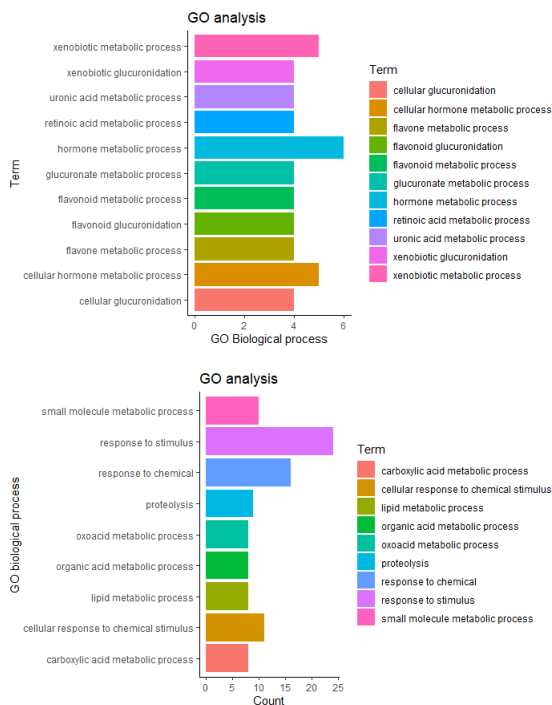 GO analysis
xenobiotic metabolic process
xenobiotic glucuronidation
uronic acid metabolic process
retinoic acid metabolic process
hormone metabolic process
glucuronate metabolic process
flavonoid metabolic process
flavonoid glucuronidation
flavone metabolic process
cellular hormone metabolic process
cellular glucuronidation
Term
0 2 4 6
GO Biological process
Term
cellular glucuronidation
cellular hormone metabolic process
flavone metabolic process
flavonoid glucuronidation
flavonoid metabolic process
glucuronate metabolic process
hormone metabolic process
retinoic acid metabolic process
uronic acid metabolic process
xenobiotic glucuronidation
xenobiotic metabolic process
GO analysis
small molecule metabolic process
response to stimulus
response to chemical
proteolysis
oxoacid metabolic process
organic acid metabolic process
lipid metabolic process
cellular response to chemical stimulus
carboxylic acid metabolic process
GO biological process
0 5 10 15 20 25
Count
Term
carboxylic acid metabolic process
cellular response to chemical stimulus
lipid metabolic process
organic acid metabolic process
oxoacid metabolic process
proteolysis
response to chemical
response to stimulus
small molecule metabolic process